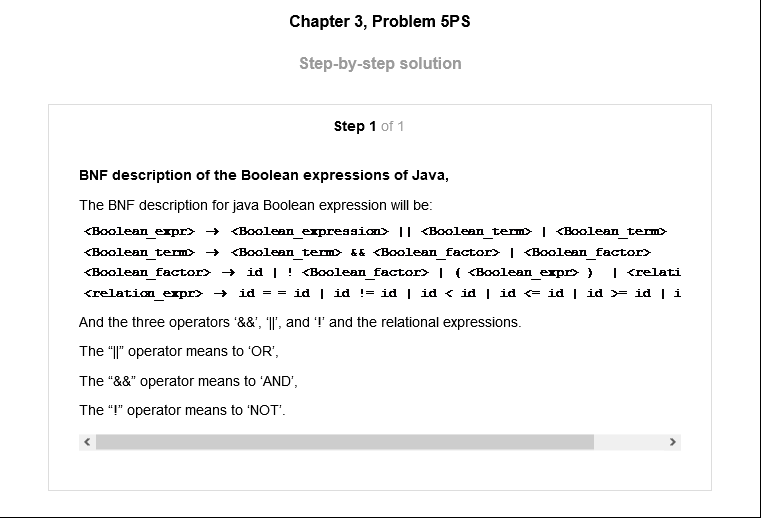 Chapter 3, Problem 5PS
Step-by-step solution
Step 1 of 1
BNF description of the Boolean expressions of Java,
The BNF description for java Boolean expression will be:
<Boolean_expr> → <Boolean_expression> || <Boolean_term> | <Boolean_term>
<Boolean_term> → <Boolean_term> && <Boolean_factor> | <Boolean_factor>
<Boolean_factor> → id | ! <Boolean_factor> | ( <Boolean_expr> ) | <relati
<relation_expr> → id = = id | id != id | id < id | id <= id | id >= id | i
And the three operators ‘&&’, ‘||’, and ‘!’ and the relational expressions.
The “||” operator means to ‘OR’,
The “&&” operator means to ‘AND’,
The “!” operator means to ‘NOT’.